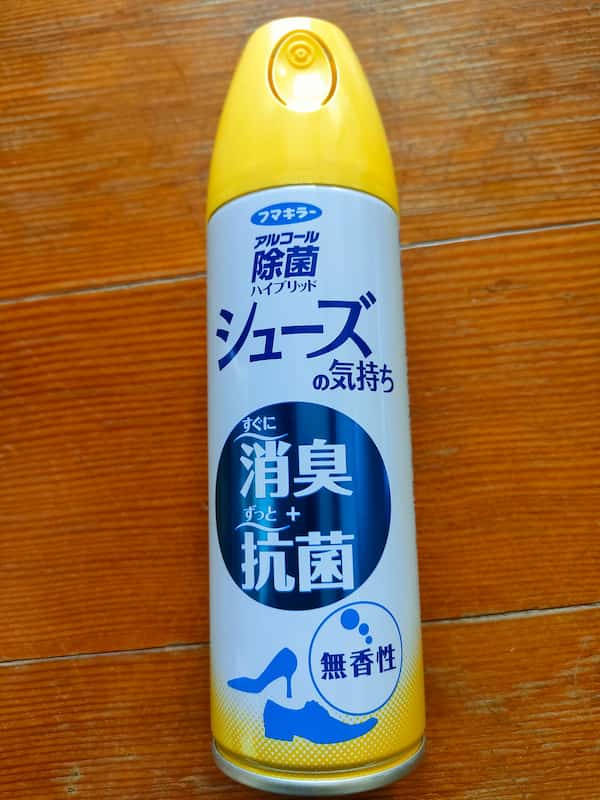 フマキラー
アルコール
除菌
ハイブリッド
シューズ
の気持ち
すぐに
消臭
ずっと +
抗菌
無香性